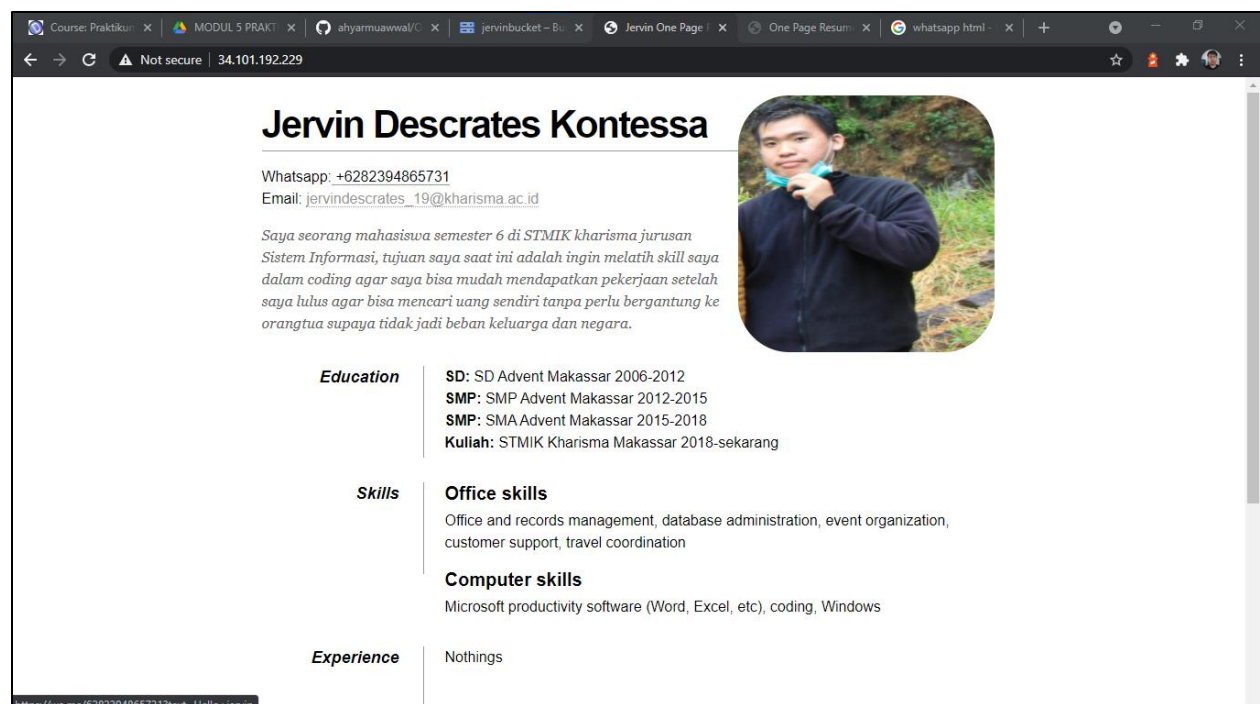 Course: Praktikun
MODUL 5 PRAKT
ahyarmuawwal/O
jervinbucket – Bu
Jervin One Page
One Page Resum
whatsapp html -
Not secure
34.101.192.229
Jervin Descrates Kontessa
Whatsapp: +6282394865731
Email: jervindescrates_19@kharisma.ac.id
Saya seorang mahasiswa semester 6 di STMIK kharisma jurusan
Sistem Informasi, tujuan saya saat ini adalah ingin melatih skill saya
dalam coding agar saya bisa mudah mendapatkan pekerjaan setelah
saya lulus agar bisa mencari uang sendiri tanpa perlu bergantung ke
orangtua supaya tidak jadi beban keluarga dan negara.
Education
SD: SD Advent Makassar 2006-2012
SMP: SMP Advent Makassar 2012-2015
SMP: SMA Advent Makassar 2015-2018
Kuliah: STMIK Kharisma Makassar 2018-sekarang
Skills
Office skills
Office and records management, database administration, event organization,
customer support, travel coordination
Computer skills
Microsoft productivity software (Word, Excel, etc), coding, Windows
Experience
Nothings